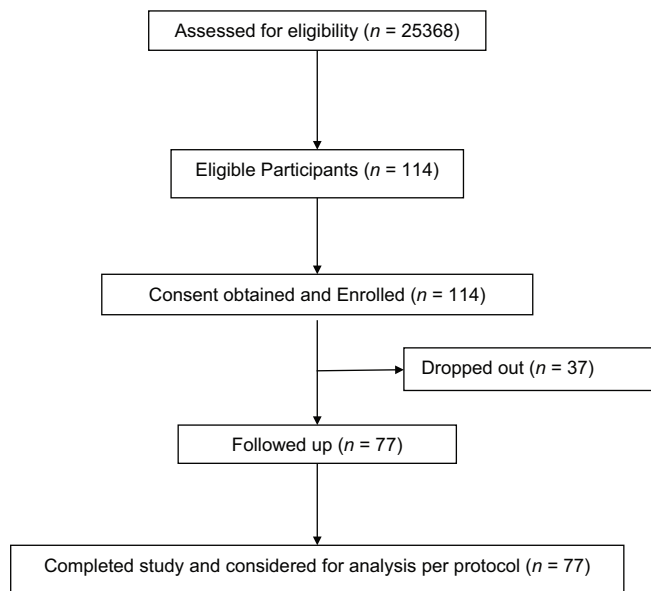 Assessed for eligibility (n = 25368)
Eligible Participants (n = 114)
Consent obtained and Enrolled (n = 114)
Dropped out (n = 37)
Followed up (n = 77)
Completed study and considered for analysis per protocol (n = 77)